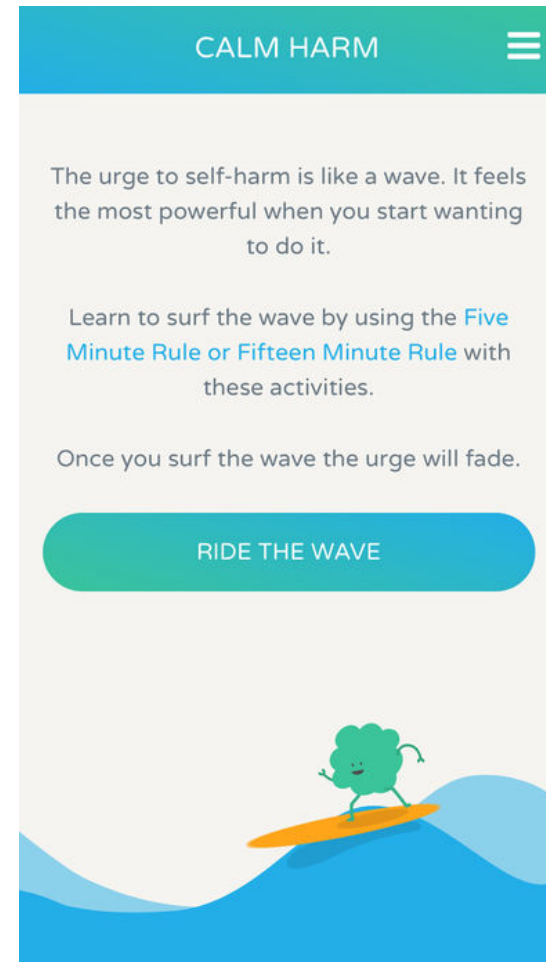 CALM HARM
The urge to self-harm is like a wave. It feels
the most powerful when you start wanting
to do it.
Learn to surf the wave by using the Five
Minute Rule or Fifteen Minute Rule with
these activities.
Once you surf the wave the urge will fade.
RIDE THE WAVE